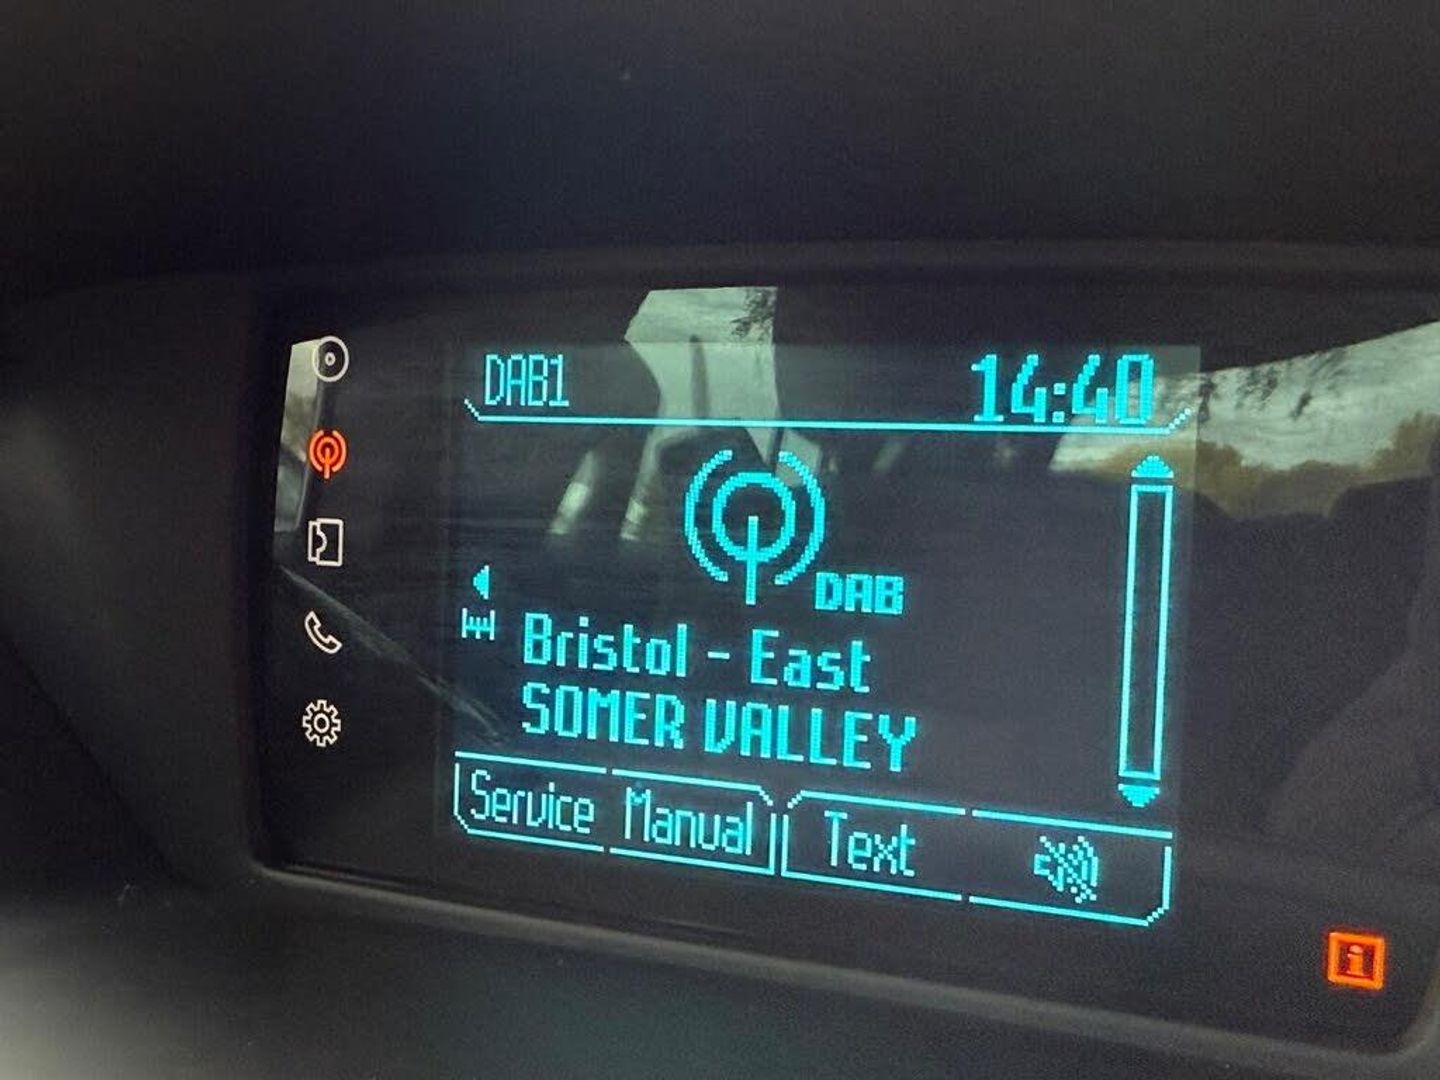 DAB1 14:40
DAB
Bristol - East
SOMER VALLEY
Service Manual Text
i